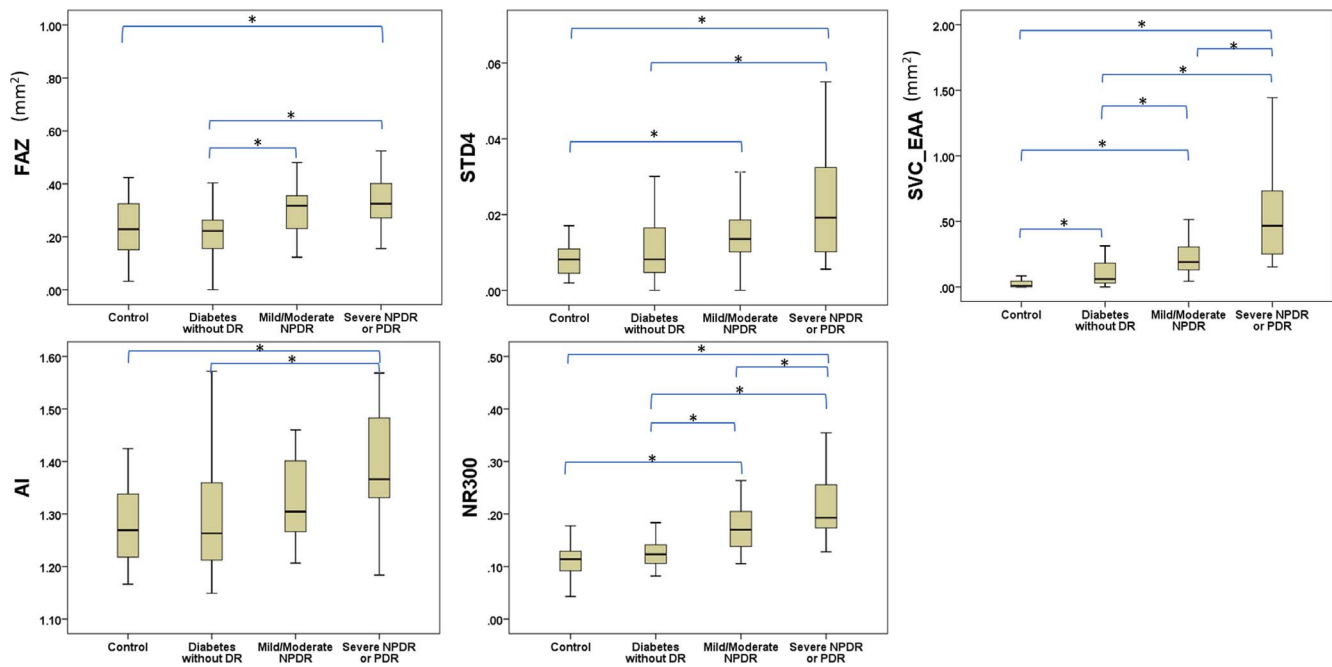 *
1.00
.80
.60
.40
.20
.00
FAZ (mm²)
*
*
Control
Diabetes
without DR
Mild/Moderate
NPDR
Severe NPDR
or PDR
*
*
*
.06
.04
.02
.00
STD4
Control
Diabetes
without DR
Mild/Moderate
NPDR
Severe NPDR
or PDR
2.00
1.50
1.00
.50
.00
SVC_EAA (mm²)
*
*
*
*
*
*
Control
Diabetes
without DR
Mild/Moderate
NPDR
Severe NPDR
or PDR
*
*
1.60
1.50
1.40
1.30
1.20
1.10
AI
Control
Diabetes
without DR
Mild/Moderate
NPDR
Severe NPDR
or PDR
*
*
*
*
*
.50
.40
.30
.20
.10
.00
NR300
Control
Diabetes
without DR
Mild/Moderate
NPDR
Severe NPDR
or PDR